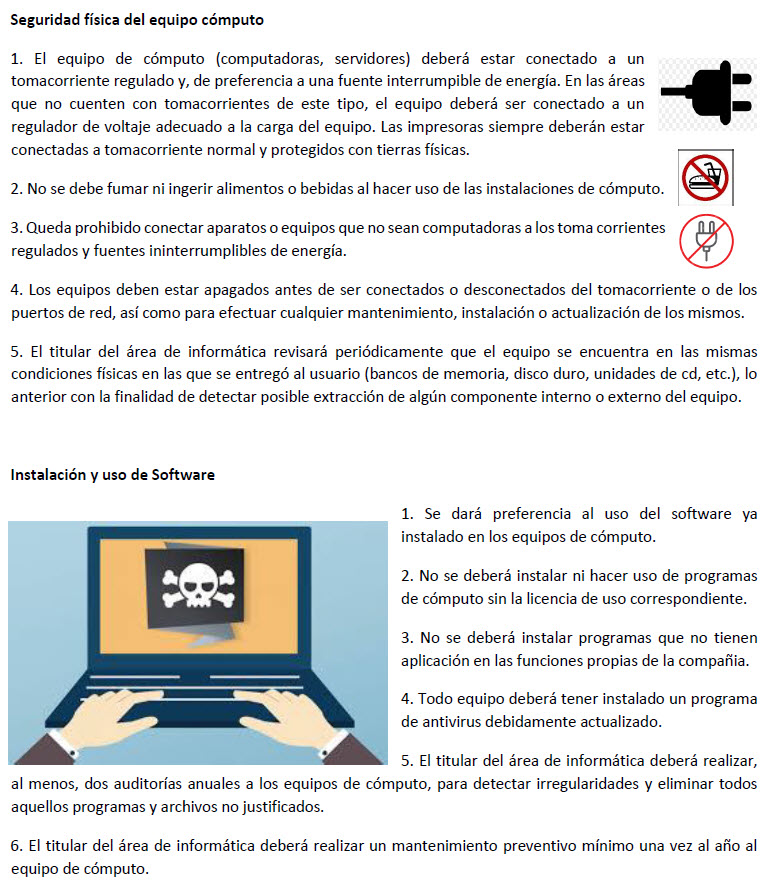 Seguridad física del equipo cómputo
1. El equipo de cómputo (computadoras, servidores) deberá estar conectado a un
tomacorriente regulado y, de preferencia a una fuente interrumpible de energía. En las áreas
que no cuenten con tomacorrientes de este tipo, el equipo deberá ser conectado a un
regulador de voltaje adecuado a la carga del equipo. Las impresoras siempre deberán estar
conectadas a tomacorriente normal y protegidos con tierras físicas.
2. No se debe fumar ni ingerir alimentos o bebidas al hacer uso de las instalaciones de cómputo.
3. Queda prohibido conectar aparatos o equipos que no sean computadoras a los toma corrientes
regulados y fuentes ininterrumplibles de energía.
4. Los equipos deben estar apagados antes de ser conectados o desconectados del tomacorriente o de los
puertos de red, así como para efectuar cualquier mantenimiento, instalación o actualización de los mismos.
5. El titular del área de informática revisará periódicamente que el equipo se encuentra en las mismas
condiciones físicas en las que se entregó al usuario (bancos de memoria, disco duro, unidades de cd, etc.), lo
anterior con la finalidad de detectar posible extracción de algún componente interno o externo del equipo.
Instalación y uso de Software
1. Se dará preferencia al uso del software ya
instalado en los equipos de cómputo.
2. No se deberá instalar ni hacer uso de programas
de cómputo sin la licencia de uso correspondiente.
3. No se deberá instalar programas que no tienen
aplicación en las funciones propias de la compañia.
4. Todo equipo deberá tener instalado un programa
de antivirus debidamente actualizado.
5. El titular del área de informática deberá realizar,
al menos, dos auditorías anuales a los equipos de cómputo, para detectar irregularidades y eliminar todos
aquellos programas y archivos no justificados.
6. El titular del área de informática deberá realizar un mantenimiento preventivo mínimo una vez al año al
equipo de cómputo.